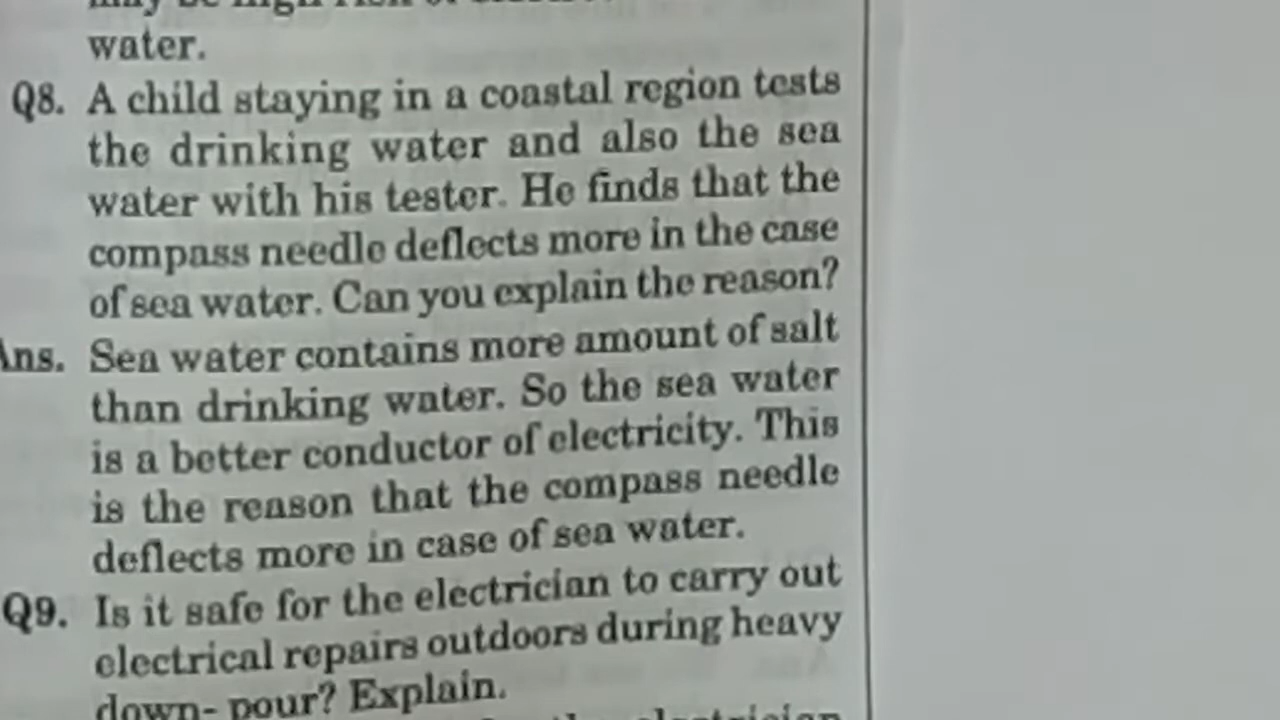 water.
Q8. A child staying in a coastal region tests
the drinking water and also the sea
water with his tester. He finds that the
compass needle deflects more in the case
of sea water. Can you explain the reason?
Ans. Sea water contains more amount of salt
than drinking water. So the sea water
is a better conductor of electricity. This
is the reason that the compass needle
deflects more in case of sea water.
Q9. Is it safe for the electrician to carry out
electrical repairs outdoors during heavy
down- pour? Explain.